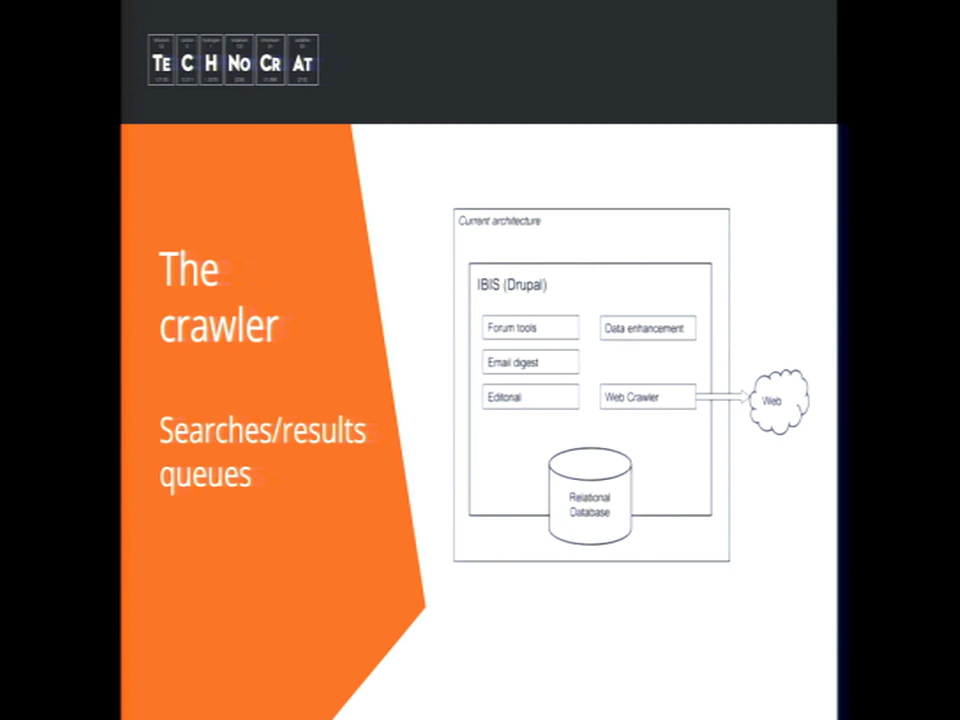 TE C H NO CR AT
The
crawler
Searches/results
queues
Current architecture
IBIS (Drupal)
Forum tools
Data enhancement
Email digest
Editorial
Web Crawler
Web
Relational
Database